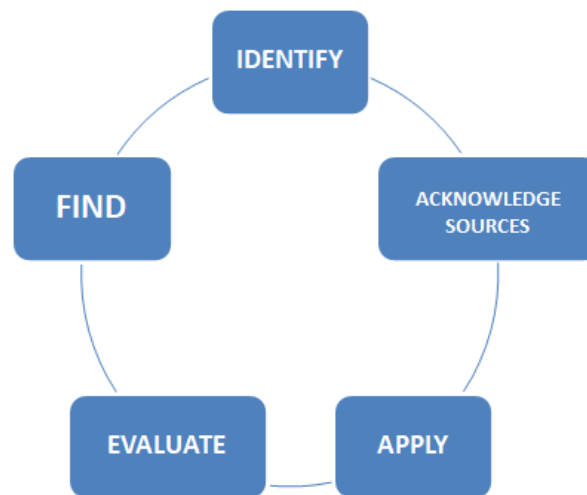 IDENTIFY
FIND
ACKNOWLEDGE
SOURCES
EVALUATE
APPLY